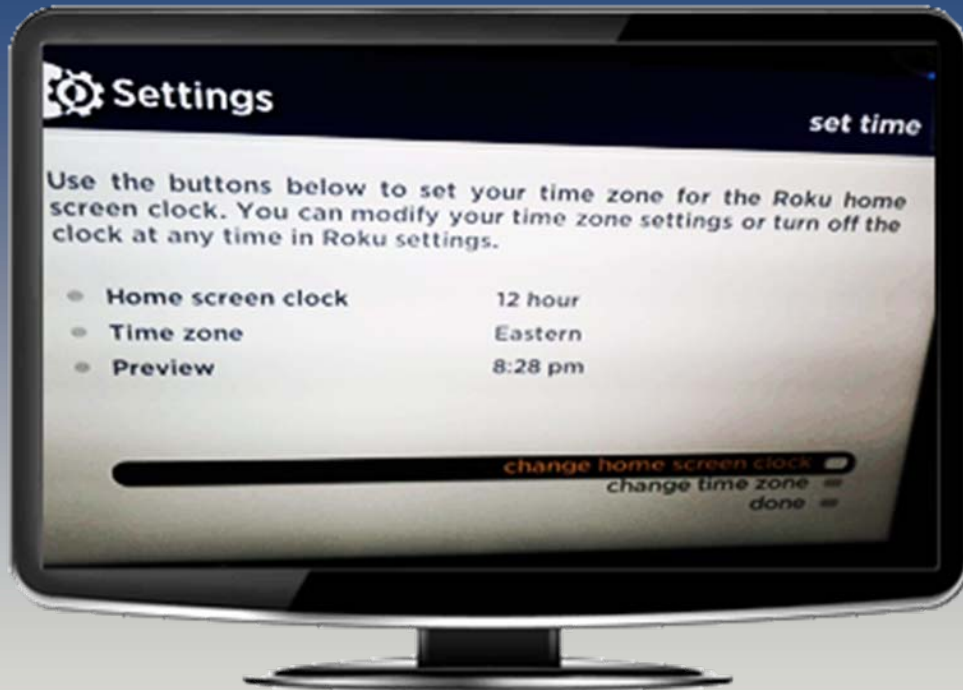 Settings
set time
Use the buttons below to set your time zone for the Roku home
screen clock. You can modify your time zone settings or turn off the
clock at any time in Roku settings.
Home screen clock 12 hour
Time zone Eastern
Preview 8:28 pm
change home screen clock
change time zone
done